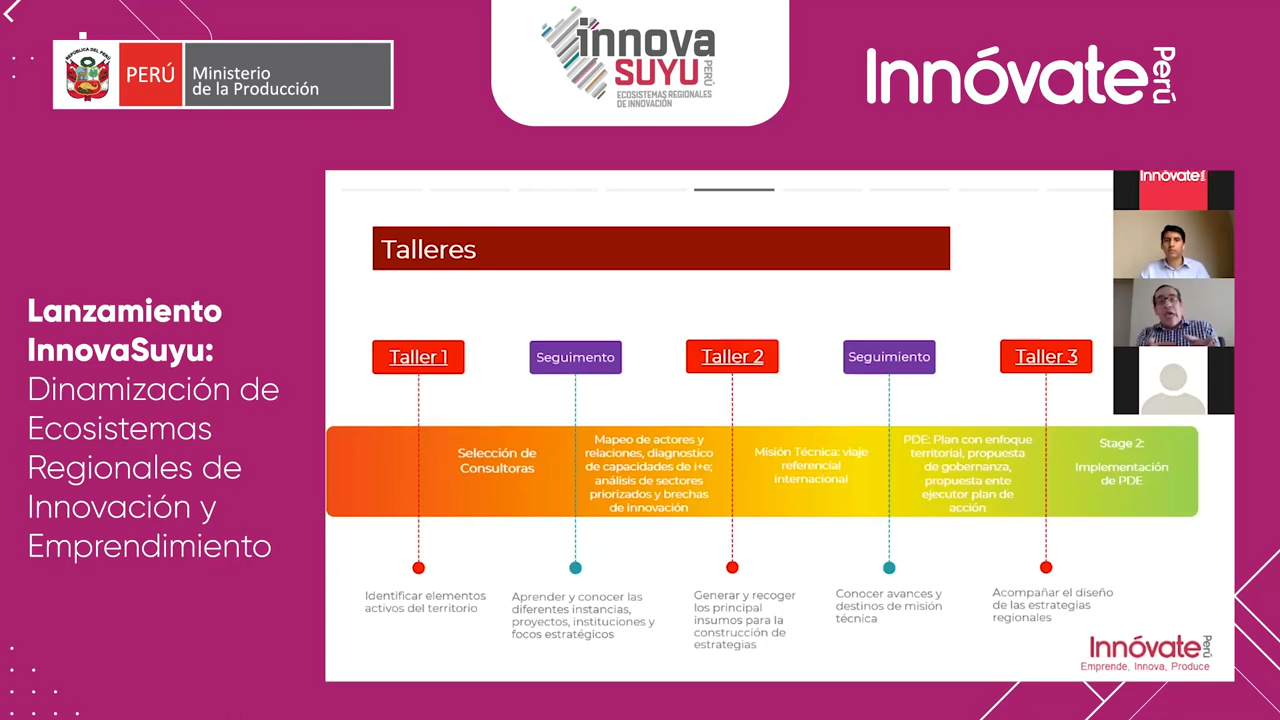 REPÚBLICA DEL PERÚ
PERÚ
Ministerio
de la Producción
innova
SUYU
PERÚ
ECOSISTEMAS REGIONALES
DE INNOVACIÓN
Innóvate
Perú
Lanzamiento
InnovaSuyu:
Dinamización de
Ecosistemas
Regionales de
Innovación y
Emprendimiento
Innóvate
Talleres
Taller 1
Seguimento
Taller 2
Seguimiento
Taller 3
Selección de
Consultoras
Mapeo de actores y
relaciones, diagnostico
de capacidades de i+e;
análisis de sectores
priorizados y brechas
de innovación
Misión Técnica: viaje
referencial
internacional
PDE: Plan con enfoque
territorial, propuesta
de gobernanza,
propuesta ente
ejecutor plan de
acción
Stage 2:
Implementación
de PDE
Identificar elementos
activos del territorio
Aprender y conocer las
diferentes instancias,
proyectos, instituciones y
focos estratégicos
Generar y recoger
los principal
insumos para la
construcción de
estrategias
Conocer avances y
destinos de misión
técnica
Acompañar el diseño
de las estrategias
regionales
Innóvate
Perú
Emprende, Innova, Produce